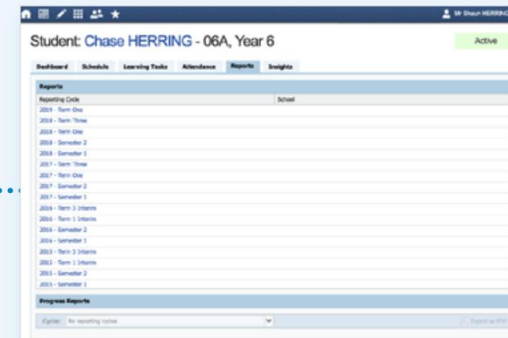 Mr Shaun HERRING
Student: Chase HERRING - 06A, Year 6
Active
Dashboard Schedule Learning Tasks Attendance Reports Insights
Reports
Reporting Cycle School
2019 - Term One
2018 - Term Three
2018 - Term One
2018 - Semester 2
2018 - Semester 1
2017 - Term Three
2017 - Term One
2017 - Semester 2
2017 - Semester 1
2016 - Term 3 Interim
2016 - Term 1 Interim
2016 - Semester 2
2016 - Semester 1
2015 - Term 3 Interim
2015 - Term 1 Interim
2015 - Semester 2
2015 - Semester 1
Progress Reports
Cycles: No reporting cycles
Export as PDF